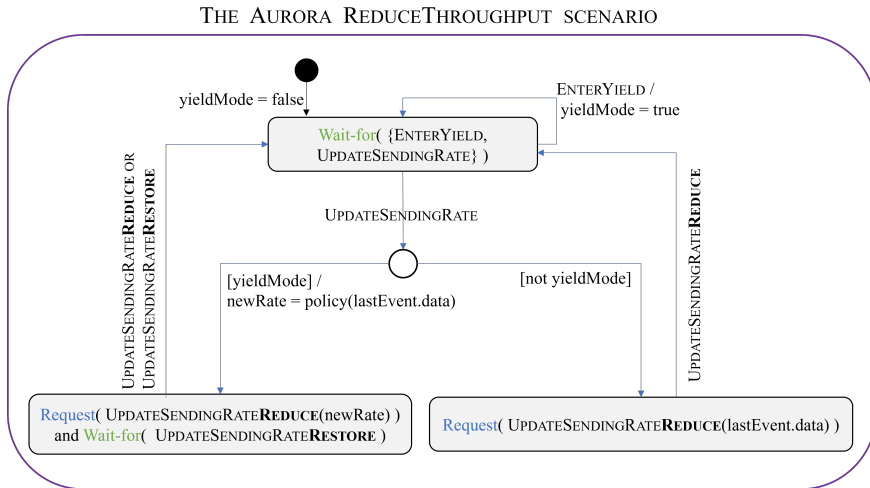 THE AURORA REDUCETHROUGHPUT SCENARIO
yieldMode = false
ENTERYIELD /
yieldMode = true
Wait-for( {ENTERYIELD,
UPDATESENDINGRATE} )
UPDATESENDINGRATE
UPDATESENDINGRATEREDUCE OR
UPDATESENDINGRATERESTORE
UPDATESENDINGRATEREDUCE
[yieldMode] /
newRate = policy(lastEvent.data)
[not yieldMode]
Request( UPDATESENDINGRATEREDUCE(newRate) )
and Wait-for( UPDATESENDINGRATERESTORE )
Request( UPDATESENDINGRATEREDUCE(lastEvent.data) )